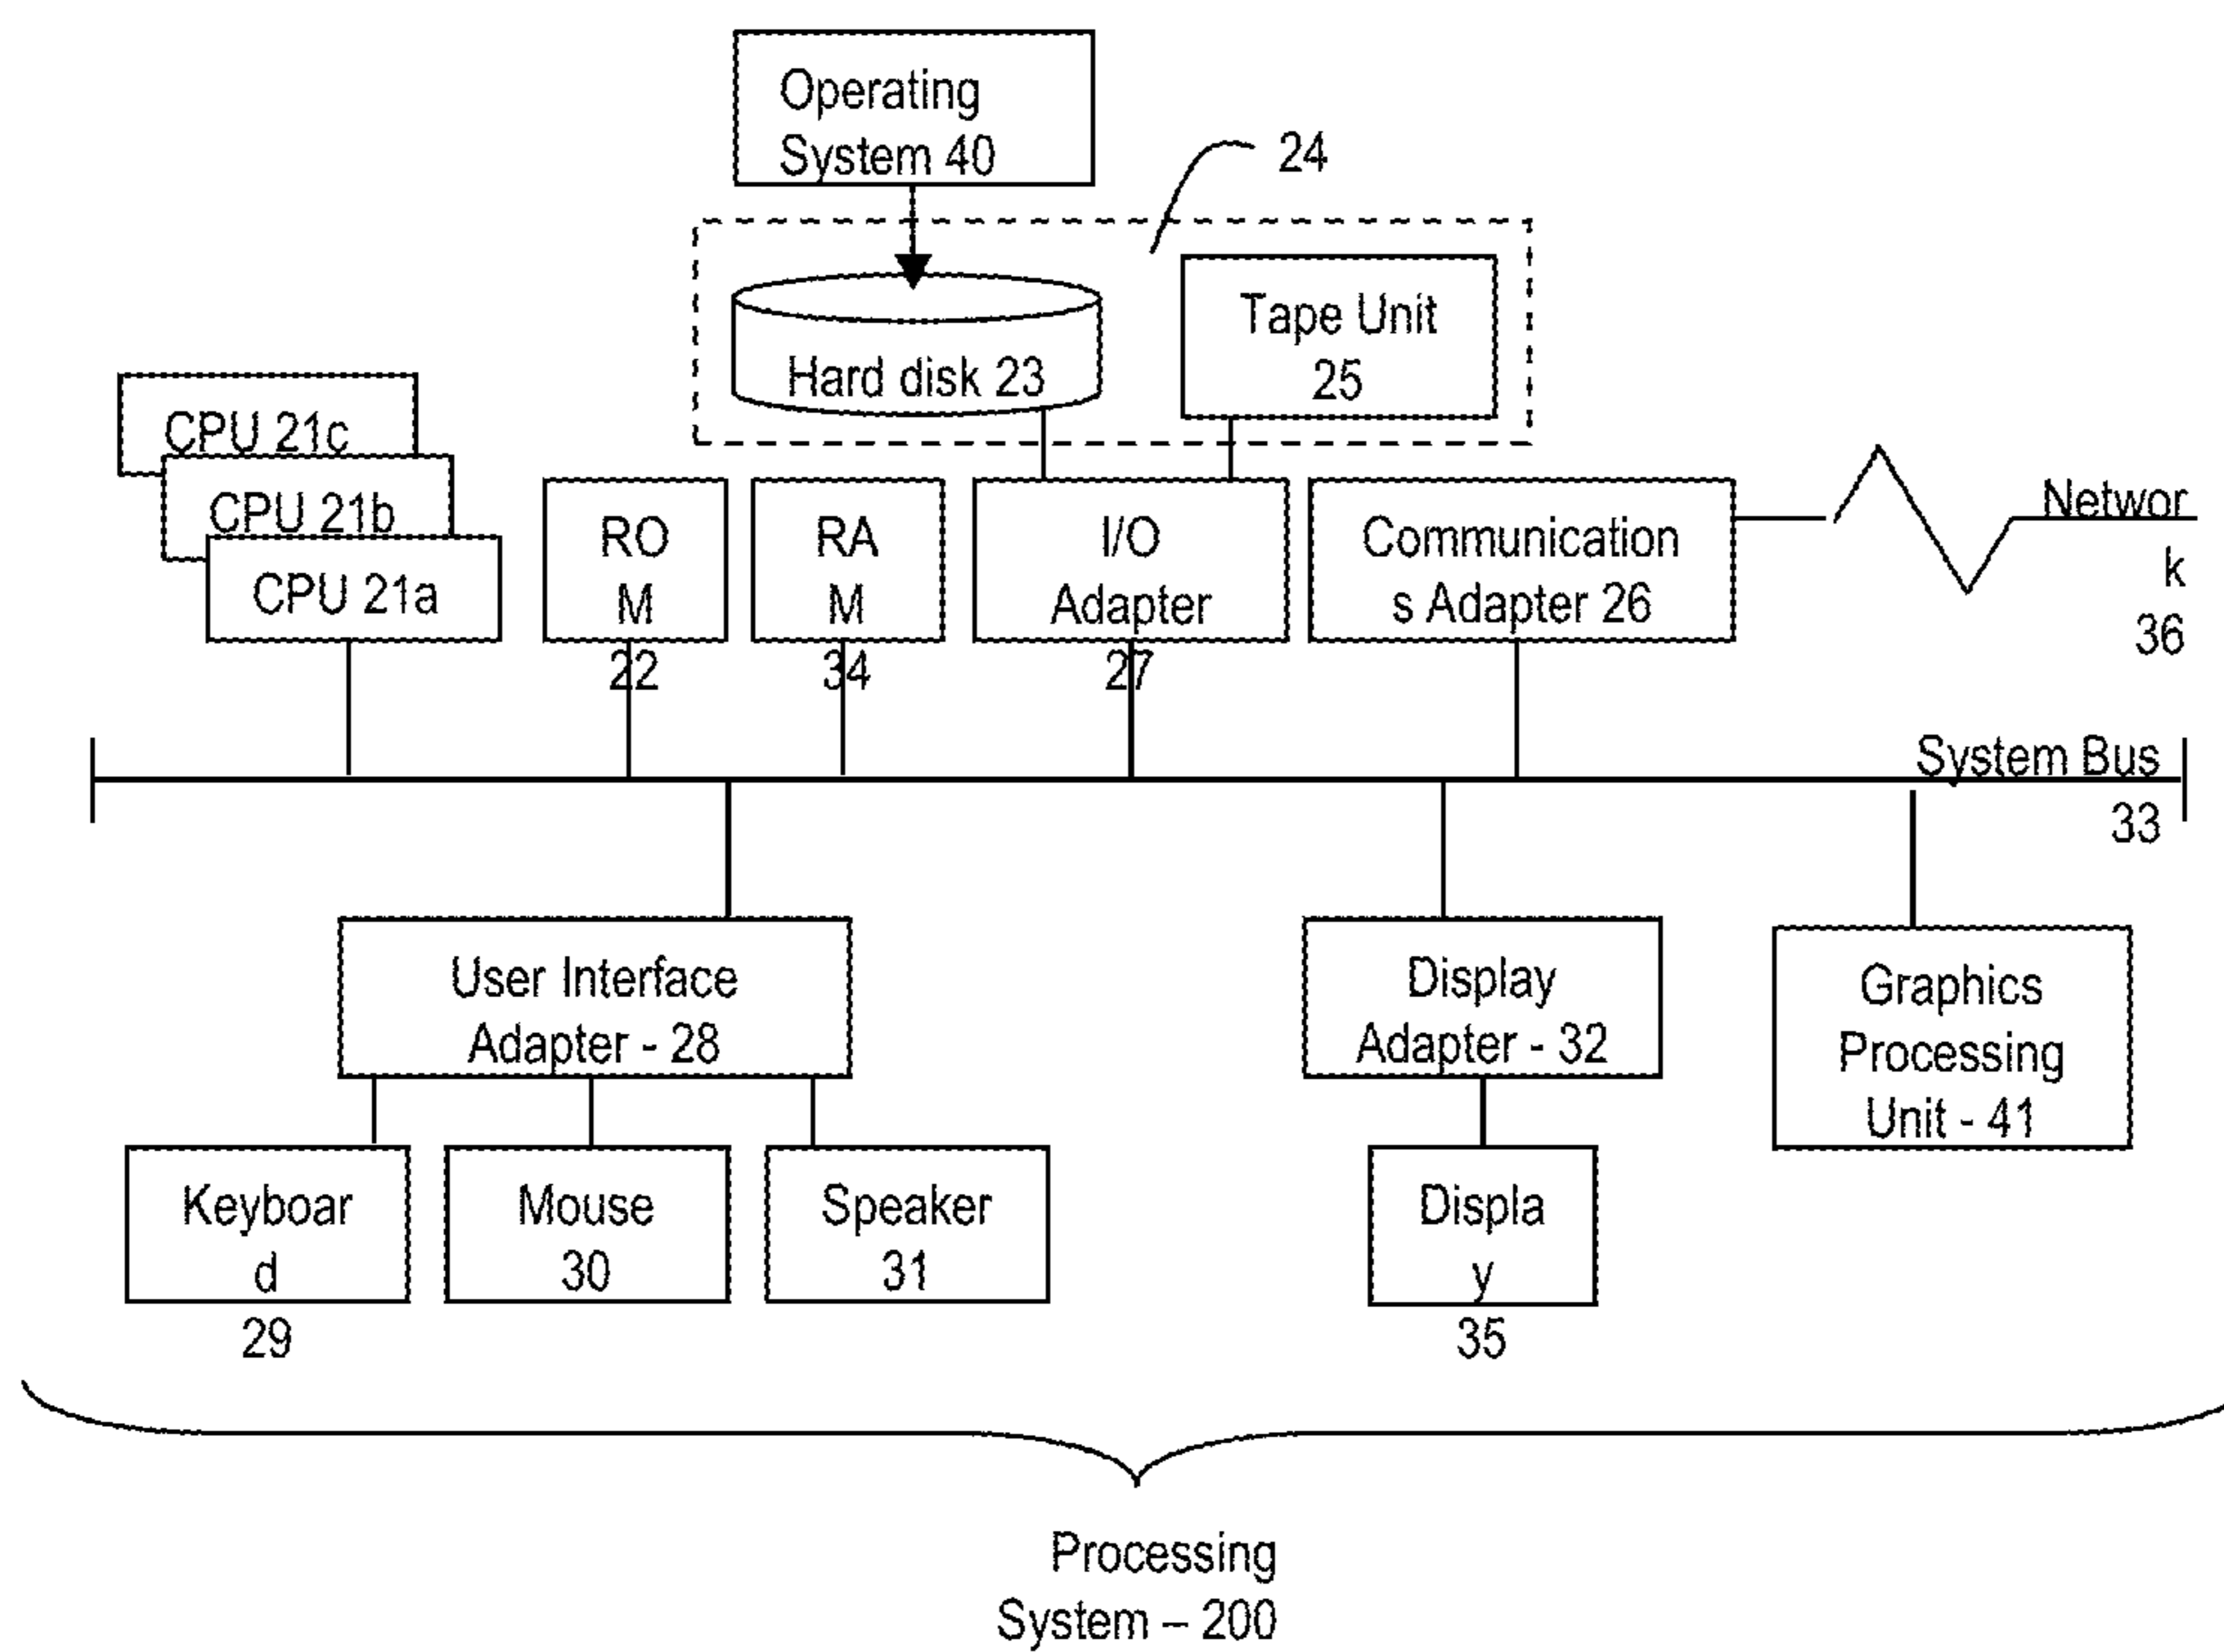 Operating
System 40
24
Hard disk 23
Tape Unit
25
CPU 21c
CPU 21b
CPU 21a
RO
M
22
RA
M
34
I/O
Adapter
27
Communication
s Adapter 26
Networ
k
36
System Bus
33
User Interface
Adapter - 28
Display
Adapter - 32
Graphics
Processing
Unit - 41
Keyboar
d
29
Mouse
30
Speaker
31
Displa
y
35
Processing
System – 200